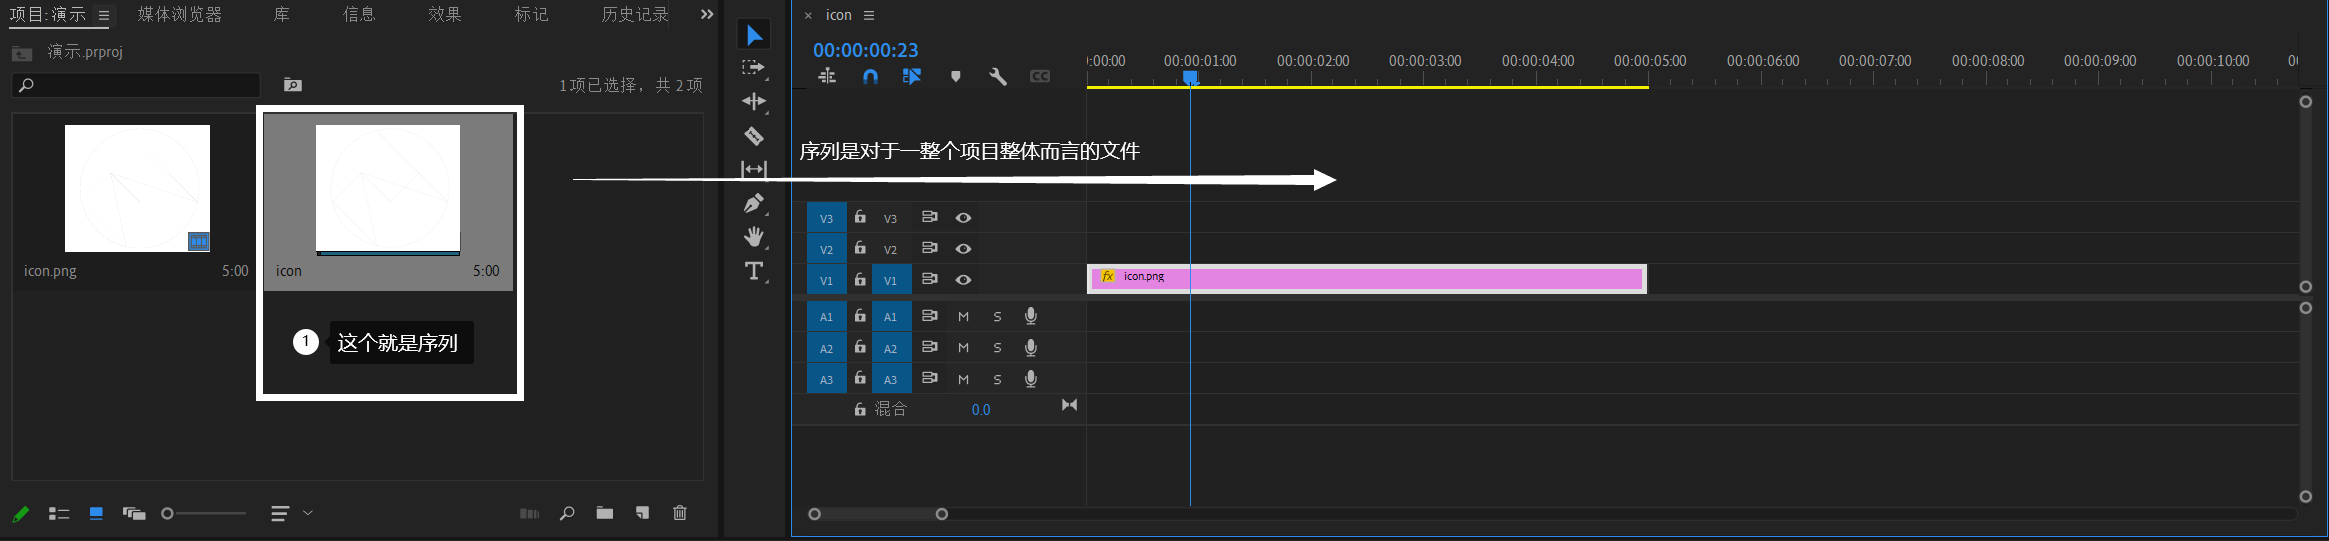 项目:演示
媒体浏览器
库
信息
效果
标记
历史记录
演示.prproj
1项已选择，共 2项
icon.png 5:00
icon 5:00
1 这个就是序列
× icon
00:00:00:23
:00:00 00:00:01:00 00:00:02:00 00:00:03:00 00:00:04:00 00:00:05:00 00:00:06:00 00:00:07:00 00:00:08:00 00:00:09:00 00:00:10:00 0
CC
序列是对于一整个项目整体而言的文件
V3 V3
V2 V2
V1 V1
fx icon.png
A1 A1 M S
A2 A2 M S
A3 A3 M S
混合 0.0
T